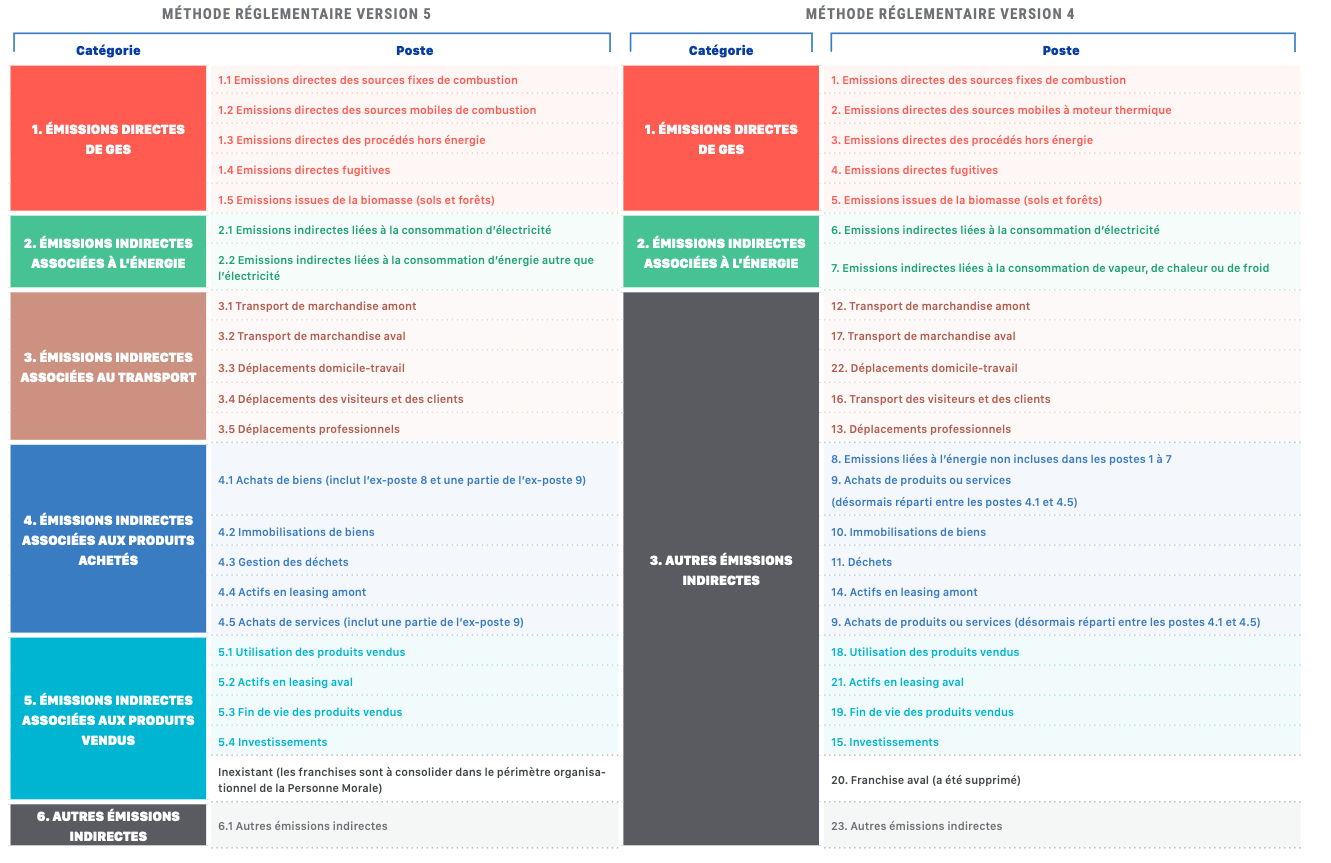 MÉTHODE RÉGLEMENTAIRE VERSION 5
MÉTHODE RÉGLEMENTAIRE VERSION 4
Catégorie
Poste
Catégorie
Poste
1. ÉMISSIONS DIRECTES
DE GES
1.1 Emissions directes des sources fixes de combustion
1.2 Emissions directes des sources mobiles de combustion
1.3 Emissions directes des procédés hors énergie
1.4 Emissions directes fugitives
1.5 Emissions issues de la biomasse (sols et forêts)
1. ÉMISSIONS DIRECTES
DE GES
1. Emissions directes des sources fixes de combustion
2. Emissions directes des sources mobiles à moteur thermique
3. Emissions directes des procédés hors énergie
4. Emissions directes fugitives
5. Emissions issues de la biomasse (sols et forêts)
2. ÉMISSIONS INDIRECTES
ASSOCIÉES À L'ÉNERGIE
2.1 Emissions indirectes liées à la consommation d'électricité
2.2 Emissions indirectes liées à la consommation d'énergie autre que
l'électricité
2. ÉMISSIONS INDIRECTES
ASSOCIÉES À L'ÉNERGIE
6. Emissions indirectes liées à la consommation d'électricité
7. Emissions indirectes liées à la consommation de vapeur, de chaleur ou de froid
3. ÉMISSIONS INDIRECTES
ASSOCIÉES AU TRANSPORT
3.1 Transport de marchandise amont
3.2 Transport de marchandise aval
3.3 Déplacements domicile-travail
3.4 Déplacements des visiteurs et des clients
3.5 Déplacements professionnels
4. ÉMISSIONS INDIRECTES
ASSOCIÉES AUX PRODUITS
ACHETÉS
4.1 Achats de biens (inclut l'ex-poste 8 et une partie de l'ex-poste 9)
4.2 Immobilisations de biens
4.3 Gestion des déchets
4.4 Actifs en leasing amont
4.5 Achats de services (inclut une partie de l'ex-poste 9)
5. ÉMISSIONS INDIRECTES
ASSOCIÉES AUX PRODUITS
VENDUS
5.1 Utilisation des produits vendus
5.2 Actifs en leasing aval
5.3 Fin de vie des produits vendus
5.4 Investissements
Inexistant (les franchises sont à consolider dans le périmètre organisa-
tionnel de la Personne Morale)
6. AUTRES ÉMISSIONS
INDIRECTES
6.1 Autres émissions indirectes
3. AUTRES ÉMISSIONS
INDIRECTES
12. Transport de marchandise amont
17. Transport de marchandise aval
22. Déplacements domicile-travail
16. Transport des visiteurs et des clients
13. Déplacements professionnels
8. Emissions liées à l'énergie non incluses dans les postes 1 à 7
9. Achats de produits ou services
(désormais réparti entre les postes 4.1 et 4.5)
10. Immobilisations de biens
11. Déchets
14. Actifs en leasing amont
9. Achats de produits ou services (désormais réparti entre les postes 4.1 et 4.5)
18. Utilisation des produits vendus
21. Actifs en leasing aval
19. Fin de vie des produits vendus
15. Investissements
20. Franchise aval (a été supprimé)
23. Autres émissions indirectes